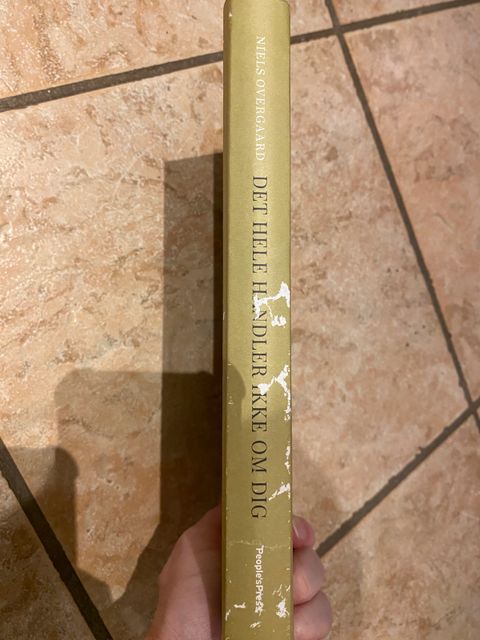 NIELS OVERGAARD DET HELE HANDLER IKKE OM DIG
People'sPress